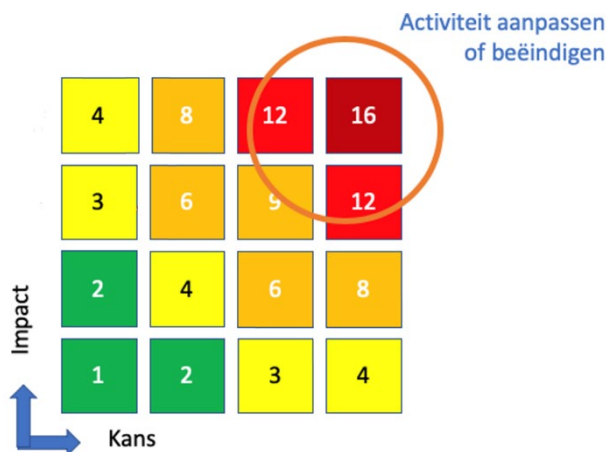 Activiteit aanpassen
of beëindigen
4 8 12 16
3 6 9 12
2 4 6 8
1 2 3 4
Impact
Kans